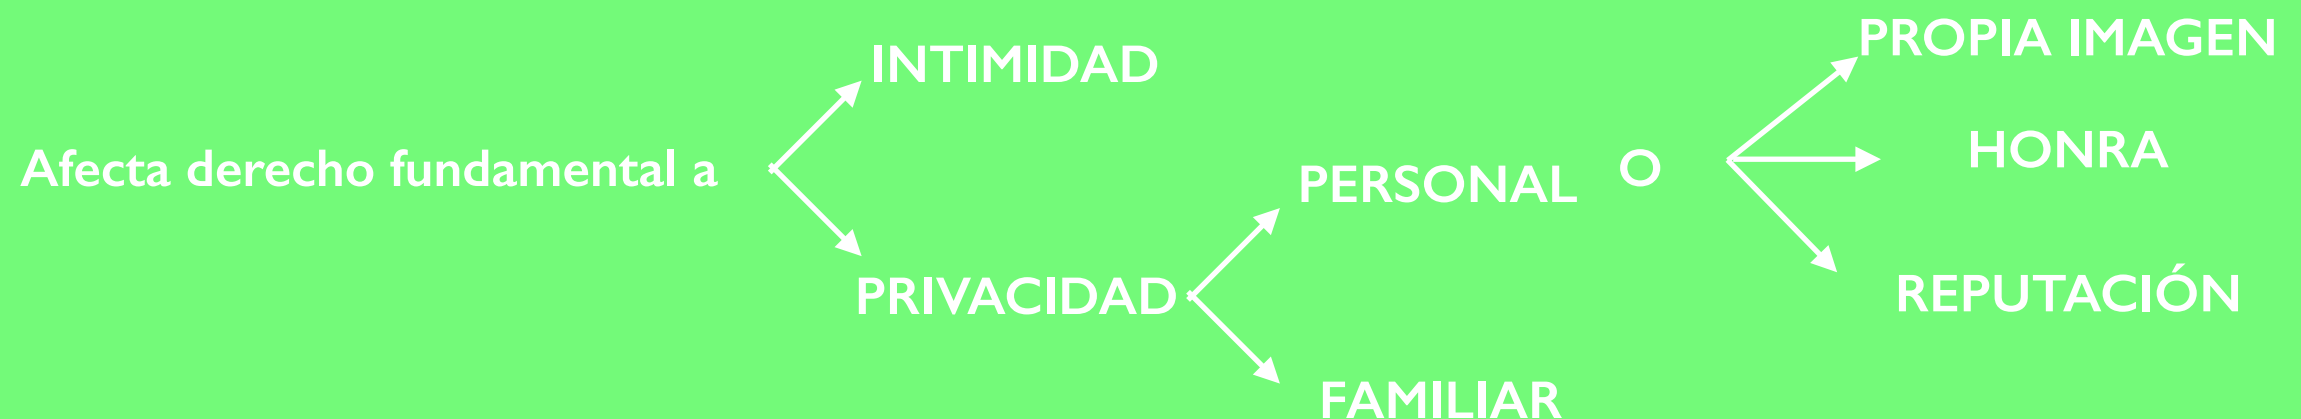 PROPIA IMAGEN
INTIMIDAD
HONRA
Afecta derecho fundamental a
PERSONAL O
PRIVACIDAD
REPUTACIÓN
FAMILIAR